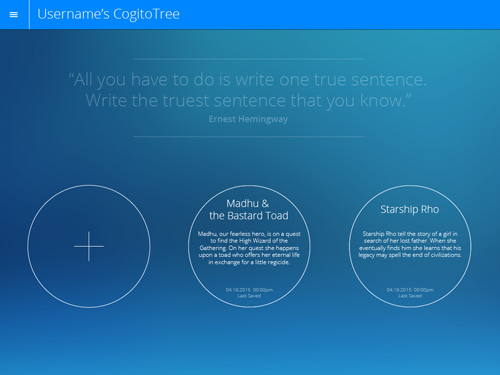 Username's CogitoTree
“All you have to do is write one true sentence.
Write the truest sentence that you know.”
Ernest Hemingway
Madhu &
the Bastard Toad
Madhu, our fearless hero, is on a quest
to find the High Wizard of the
Gathering. On her quest she happens
upon a toad who offers her eternal life
in exchange for a little regicide.
04.18.2015 00:00pm
Last Saved
Starship Rho
Starship Rho tell the story of a girl in
search of her lost father. When she
eventually finds him she learns that his
legacy may spell the end of civilizations.
04.18.2015 00:00pm
Last Saved